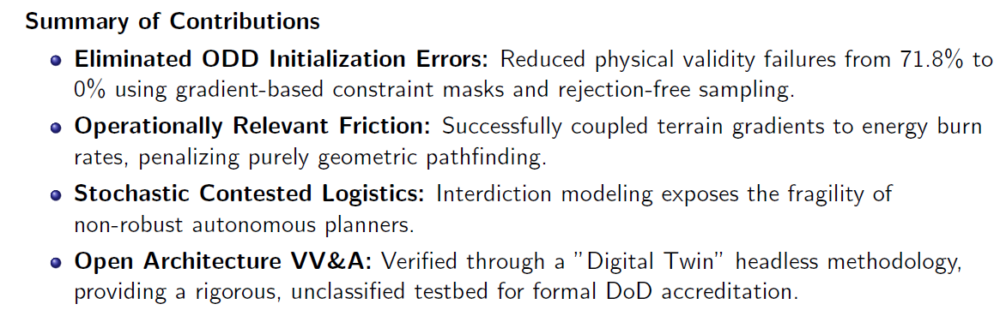 Summary of Contributions
Eliminated ODD Initialization Errors: Reduced physical validity failures from 71.8% to
0% using gradient-based constraint masks and rejection-free sampling.
Operationally Relevant Friction: Successfully coupled terrain gradients to energy burn
rates, penalizing purely geometric pathfinding.
Stochastic Contested Logistics: Interdiction modeling exposes the fragility of
non-robust autonomous planners.
Open Architecture VV&A: Verified through a ”Digital Twin” headless methodology,
providing a rigorous, unclassified testbed for formal DoD accreditation.